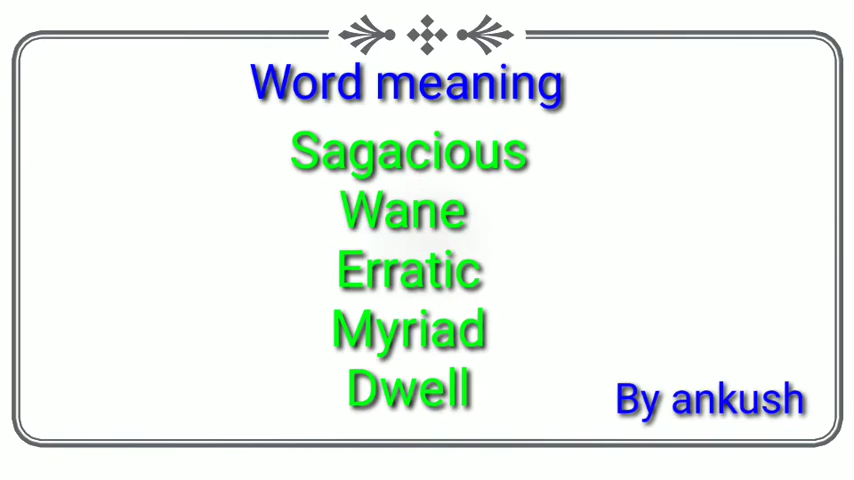 Word meaning
Sagacious
Wane
Erratic
Myriad
Dwell
By ankush